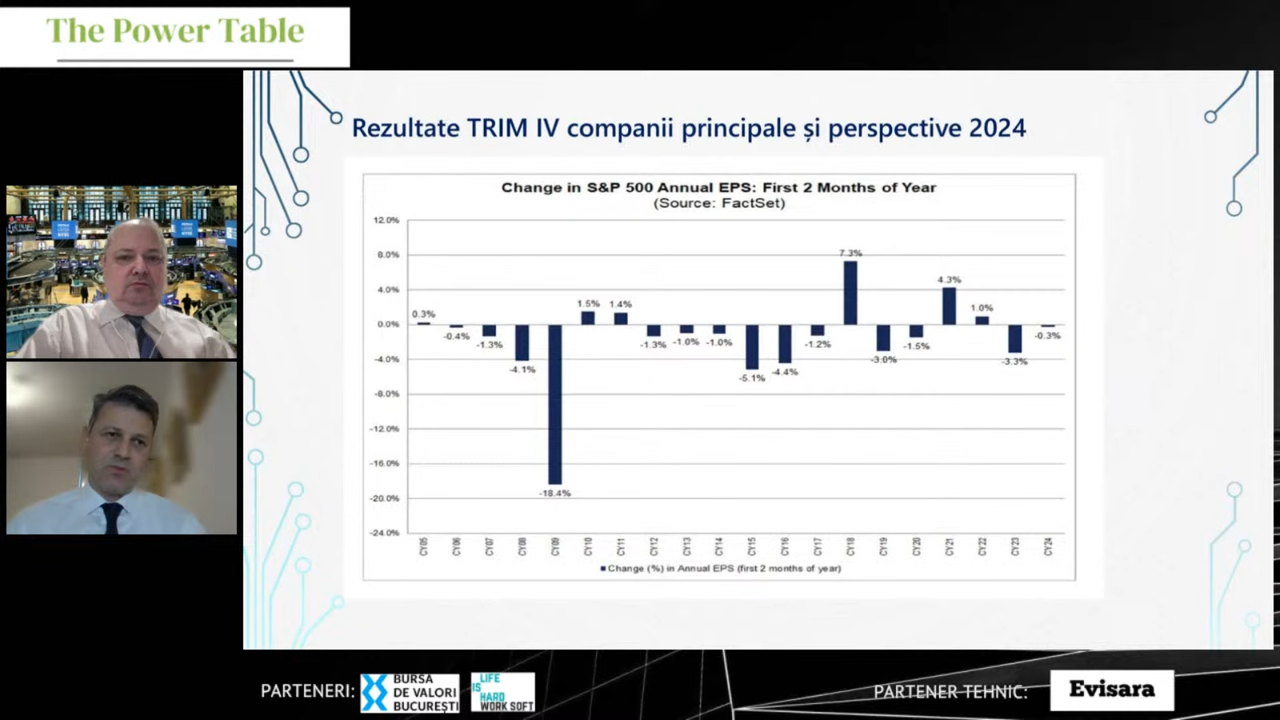 The Power Table
Rezultate TRIM IV companii principale și perspective 2024
Change in S&P 500 Annual EPS: First 2 Months of Year
(Source: FactSet)
12.0%
8.0%
4.0%
0.0%
-4.0%
-8.0%
-12.0%
-16.0%
-20.0%
-24.0%
0.3%
-0.4%
-1.3%
-4.1%
-18.4%
1.5%
1.4%
-1.3%
-1.0%
-1.0%
-5.1%
-4.4%
-1.2%
7.3%
-3.0%
-1.5%
4.3%
1.0%
-3.3%
-0.3%
CY05
CY06
CY07
CY08
CY09
CY10
CY11
CY12
CY13
CY14
CY15
CY16
CY17
CY18
CY19
CY20
CY21
CY22
CY23
CY24
Change (%) in Annual EPS (first 2 months of year)
PARTENERI:
BURSA
DE VALORI
BUCUREȘTI
LIFE
IS
HARD
WORK SOFT
PARTENER TEHNIC:
Evisara